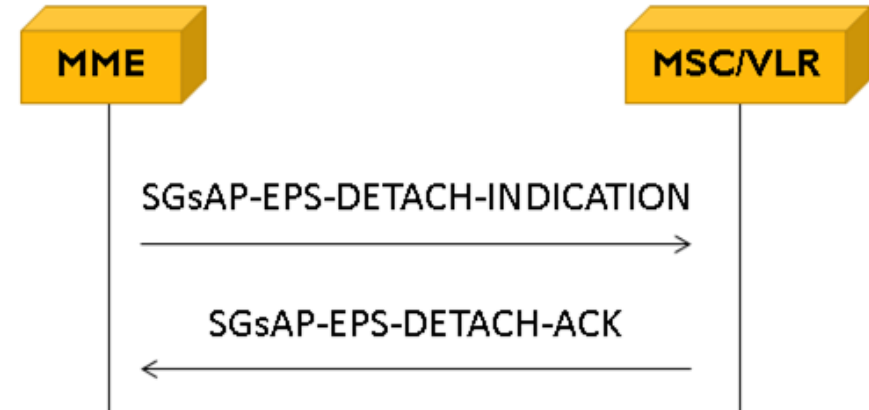 MME
MSC/VLR
SGsAP-EPS-DETACH-INDICATION
SGsAP-EPS-DETACH-ACK